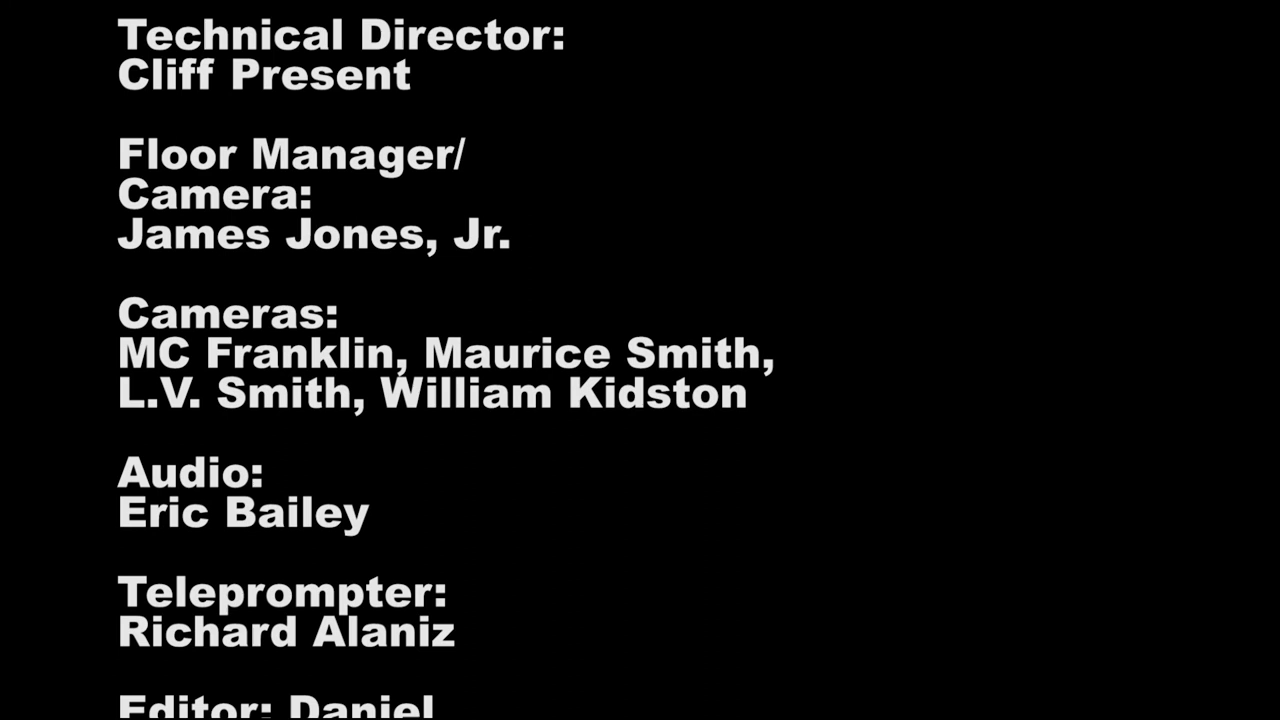 Technical Director:
Cliff Present
Floor Manager/
Camera:
James Jones, Jr.
Cameras:
MC Franklin, Maurice Smith,
L.V. Smith, William Kidston
Audio:
Eric Bailey
Teleprompter:
Richard Alaniz
Editor: Daniel